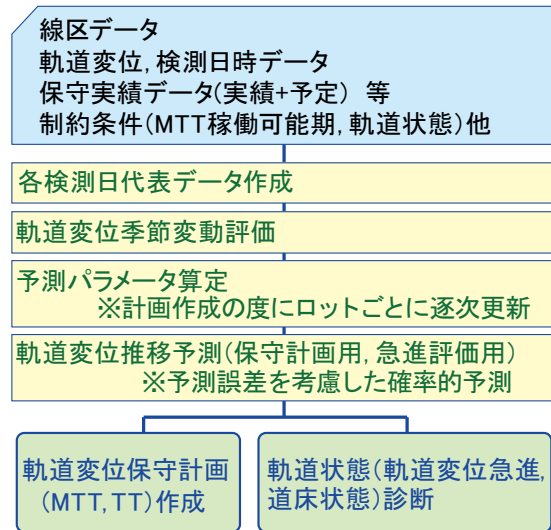 線区データ
軌道変位,検測日時データ
保守実績データ(実績+予定) 等
制約条件(MTT稼働可能期,軌道状態)他
各検測日代表データ作成
軌道変位季節変動評価
予測パラメータ算定
※計画作成の度にロットごとに逐次更新
軌道変位推移予測(保守計画用,急進評価用)
※予測誤差を考慮した確率的予測
軌道変位保守計画
(MTT,TT)作成
軌道状態(軌道変位急進,
道床状態)診断